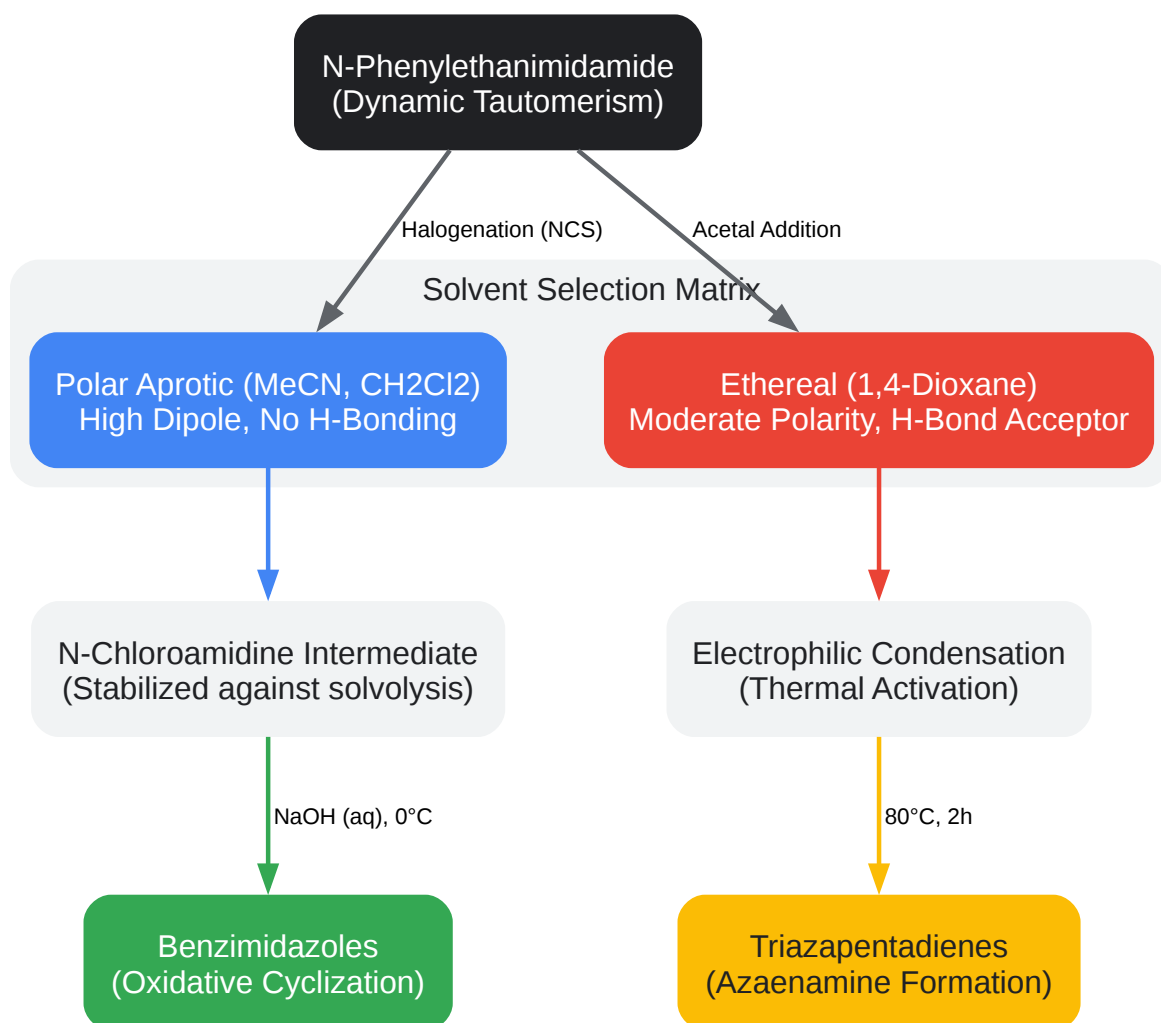 N-Phenylethanimidamide
(Dynamic Tautomerism)
Halogenation (NCS)
Acetal Addition
Solvent Selection Matrix
Polar Aprotic (MeCN, CH2Cl2)
High Dipole, No H-Bonding
Ethereal (1,4-Dioxane)
Moderate Polarity, H-Bond Acceptor
N-Chloroamidine Intermediate
(Stabilized against solvolysis)
Electrophilic Condensation
(Thermal Activation)
NaOH (aq), 0°C
80°C, 2h
Benzimidazoles
(Oxidative Cyclization)
Triazapentadienes
(Azaenamine Formation)